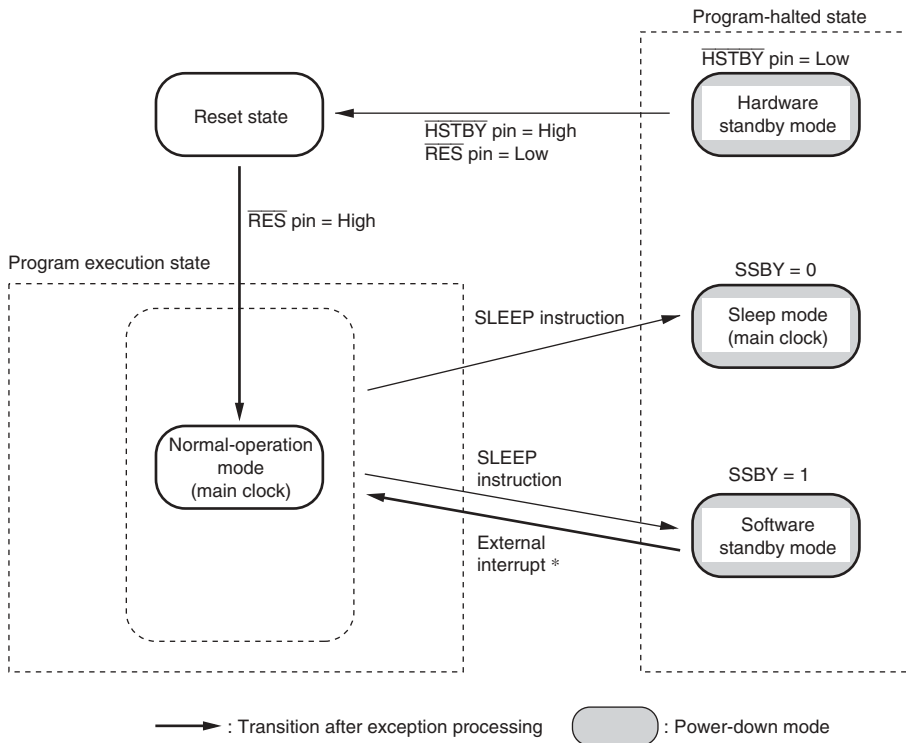 Program-halted state
HSTBY pin = Low
Hardware
standby mode
Reset state
HSTBY pin = High
RES pin = Low
RES pin = High
Program execution state
SSBY = 0
Sleep mode
(main clock)
SLEEP instruction
Normal-operation
mode
(main clock)
SLEEP
instruction
SSBY = 1
Software
standby mode
External
interrupt *
: Transition after exception processing
: Power-down mode